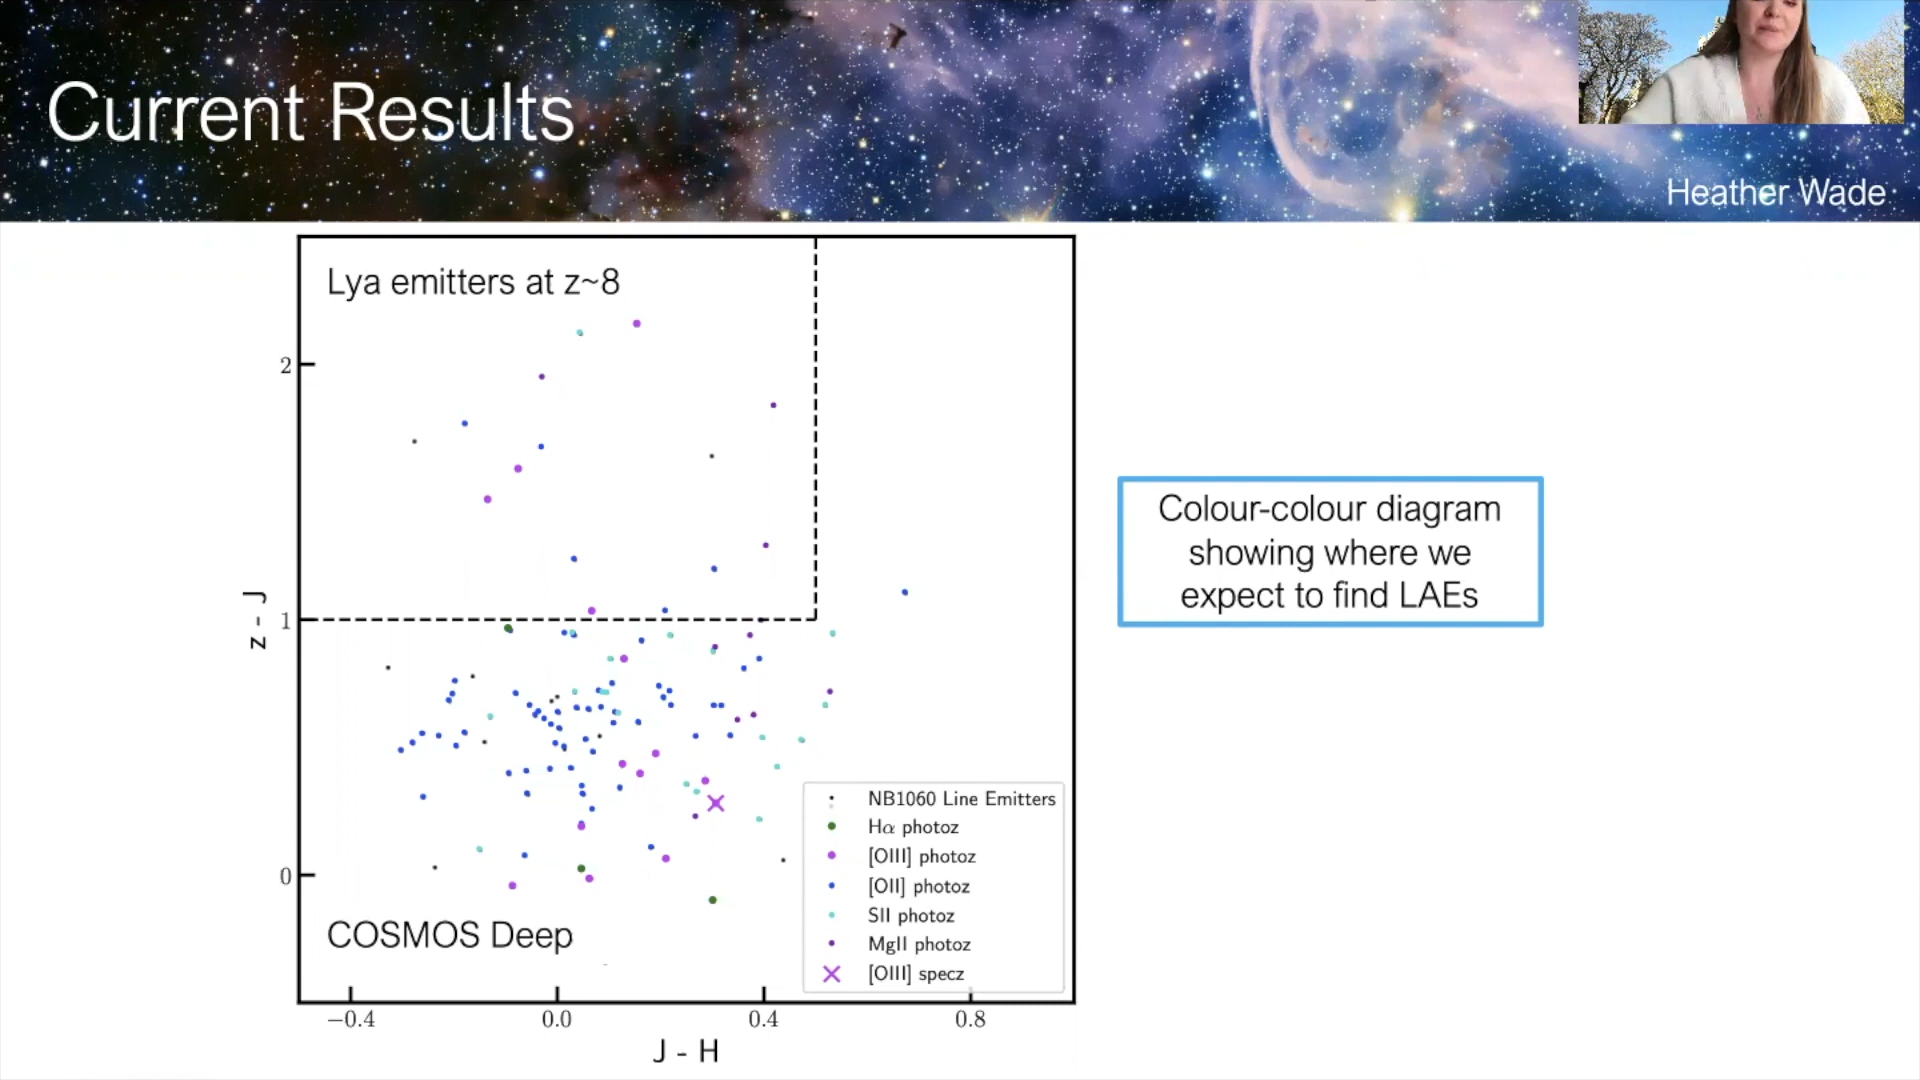 Current Results
Heather Wade
Lya emitters at z~8
2
1
0
z - J
COSMOS Deep
NB1060 Line Emitters
Hα photoz
[OIII] photoz
[OII] photoz
SII photoz
MgII photoz
[OIII] specz
−0.4
0.0
0.4
0.8
J - H
Colour-colour diagram
showing where we
expect to find LAEs